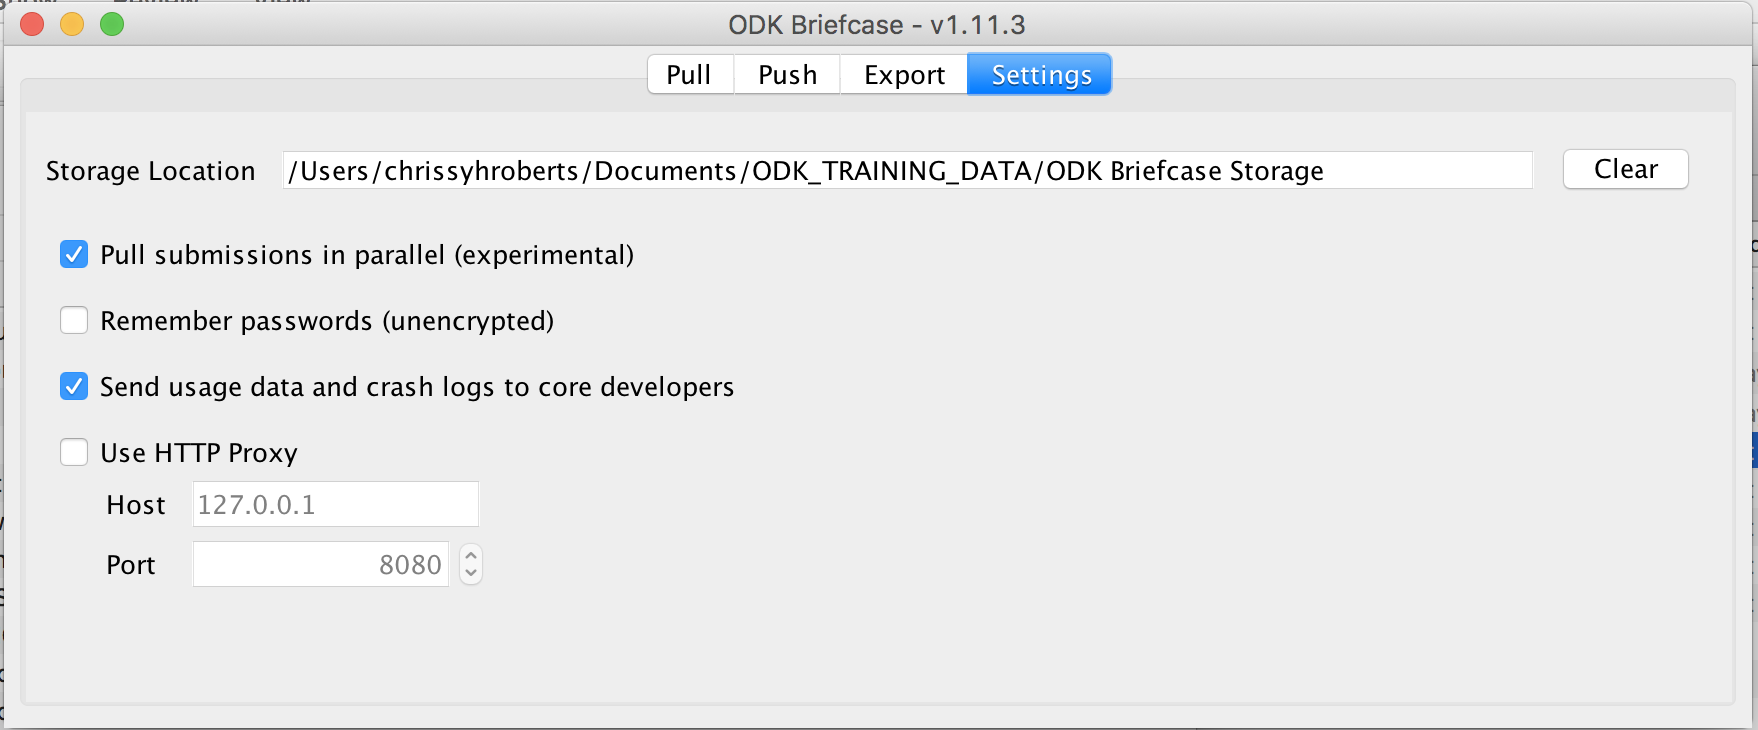 ODK Briefcase - v1.11.3
Pull Push Export Settings
Storage Location /Users/chrissyhroberts/Documents/ODK_TRAINING_DATA/ODK Briefcase Storage Clear
Pull submissions in parallel (experimental)
Remember passwords (unencrypted)
Send usage data and crash logs to core developers
Use HTTP Proxy
Host 127.0.0.1
Port 8080